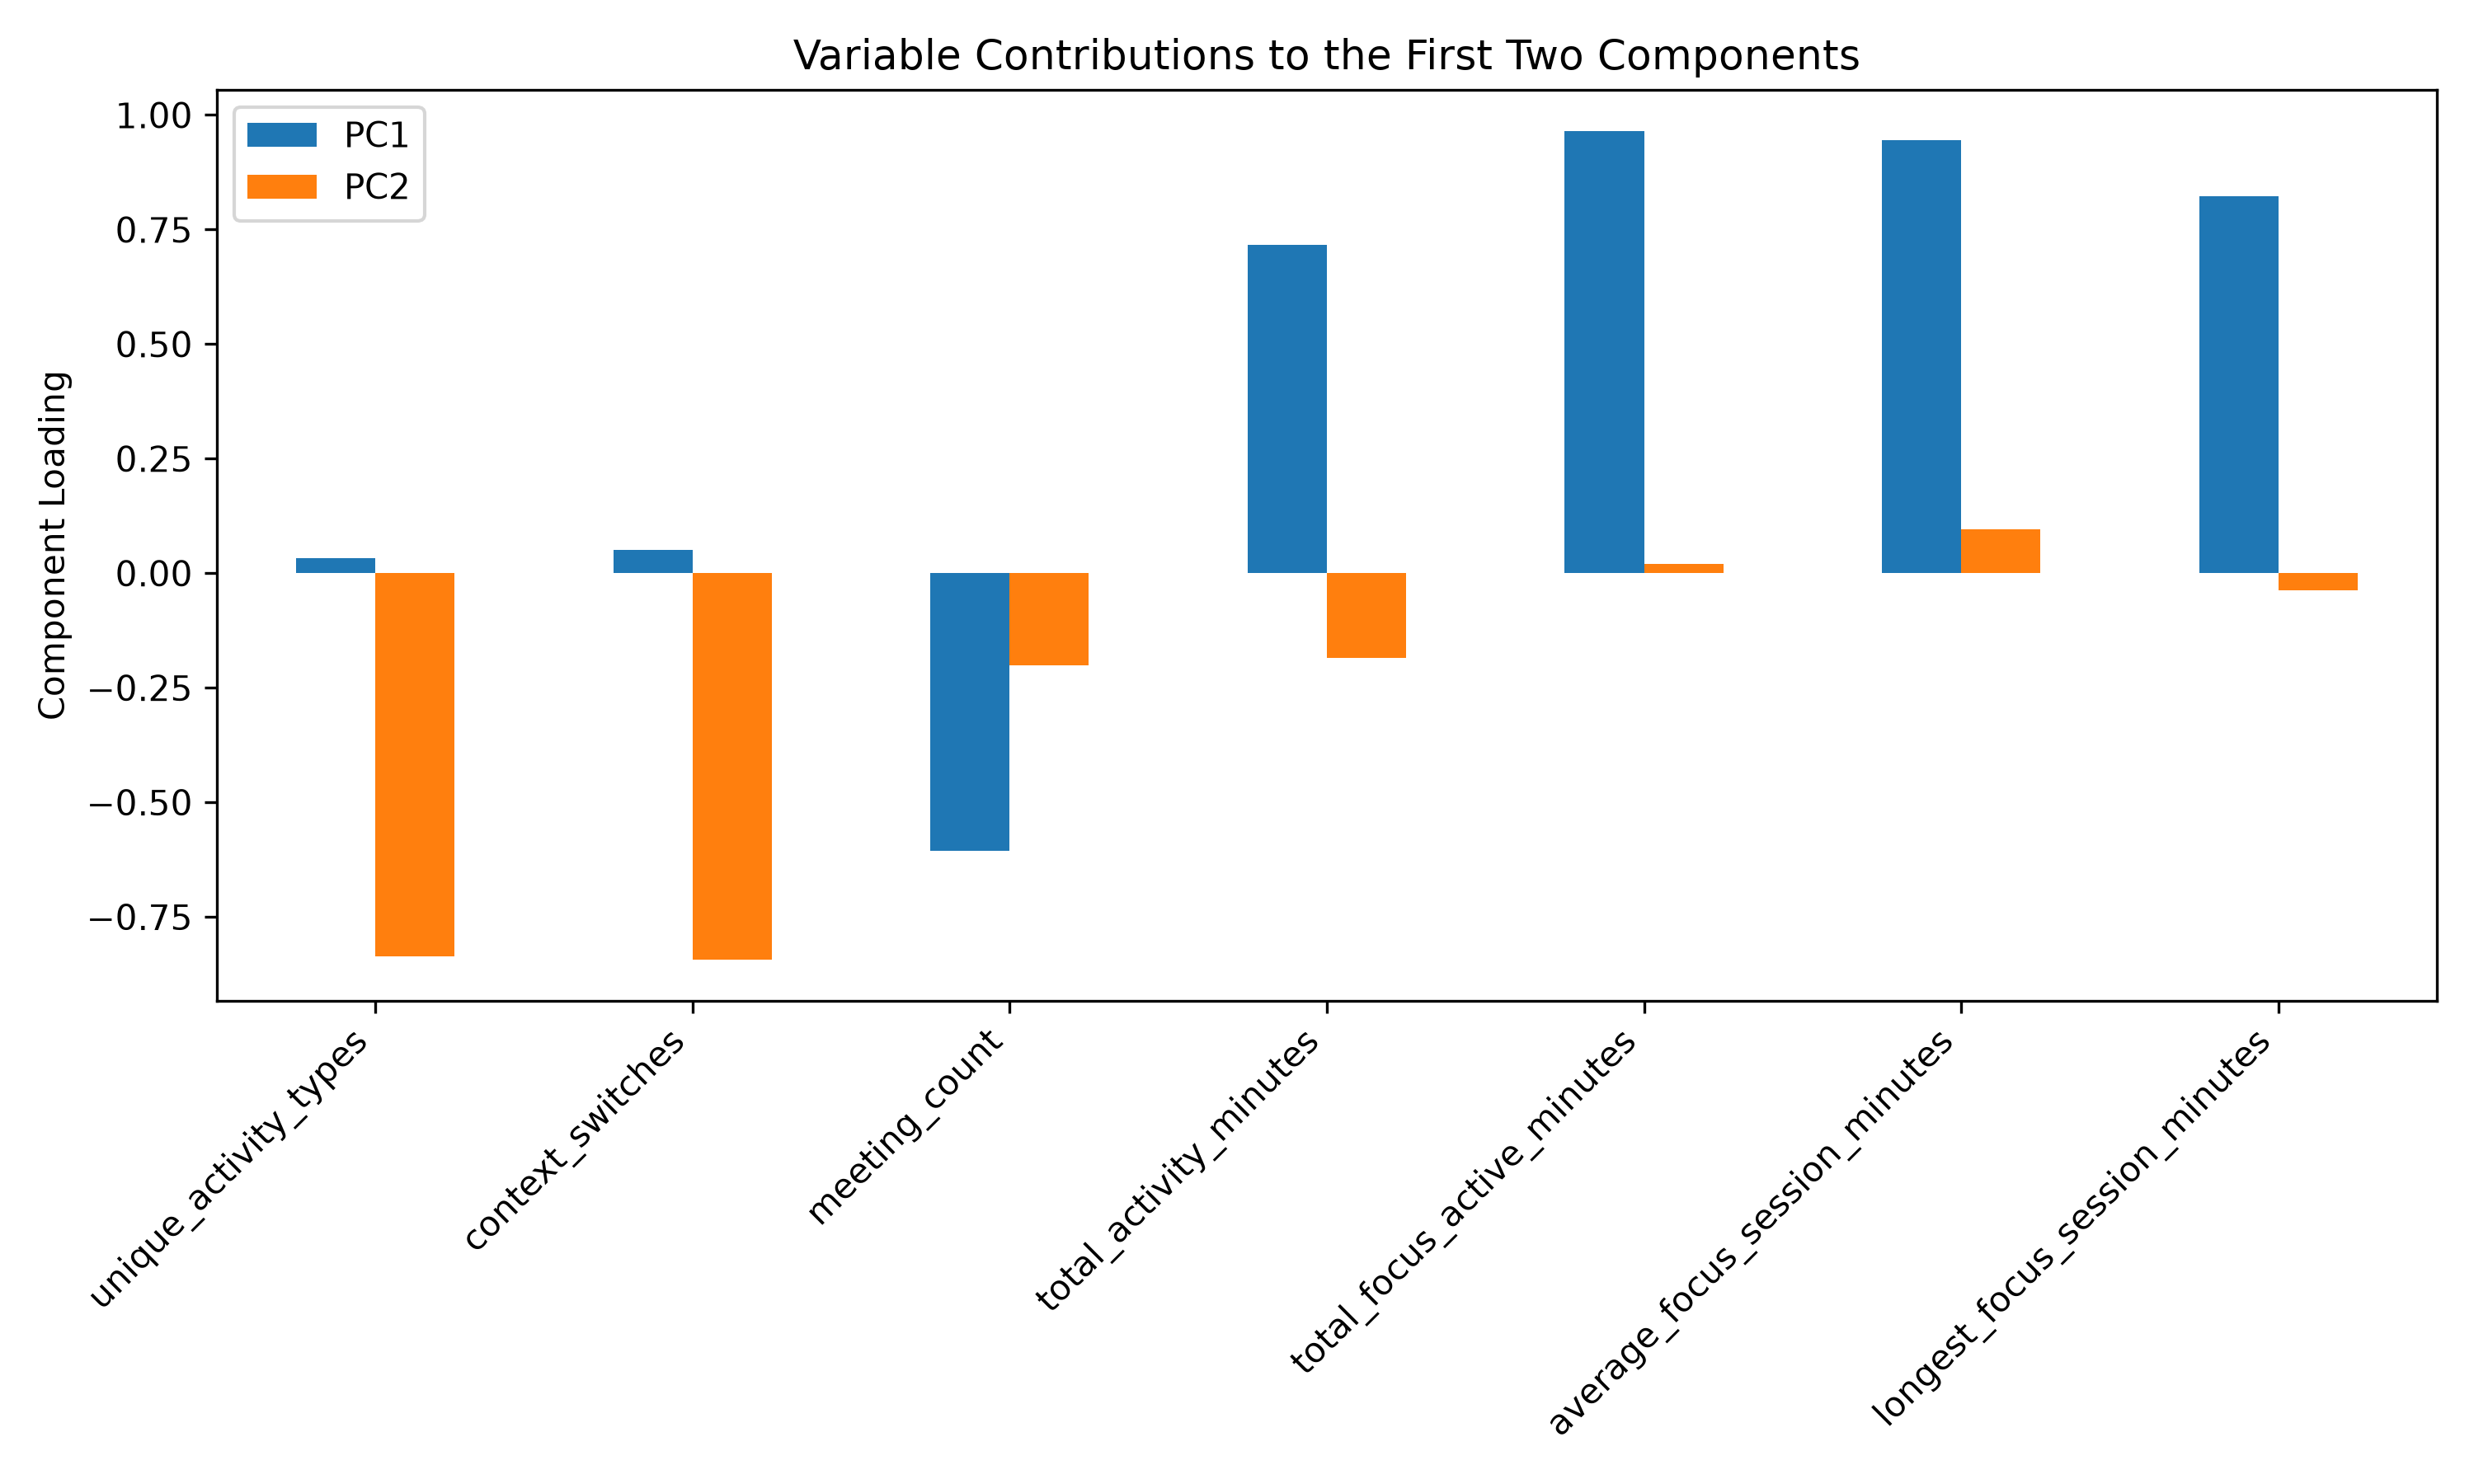 Variable Contributions to the First Two Components
PC1
PC2
Component Loading
1.00
0.75
0.50
0.25
0.00
−0.25
−0.50
−0.75
unique_activity_types
context_switches
meeting_count
total_activity_minutes
total_focus_active_minutes
average_focus_session_minutes
longest_focus_session_minutes